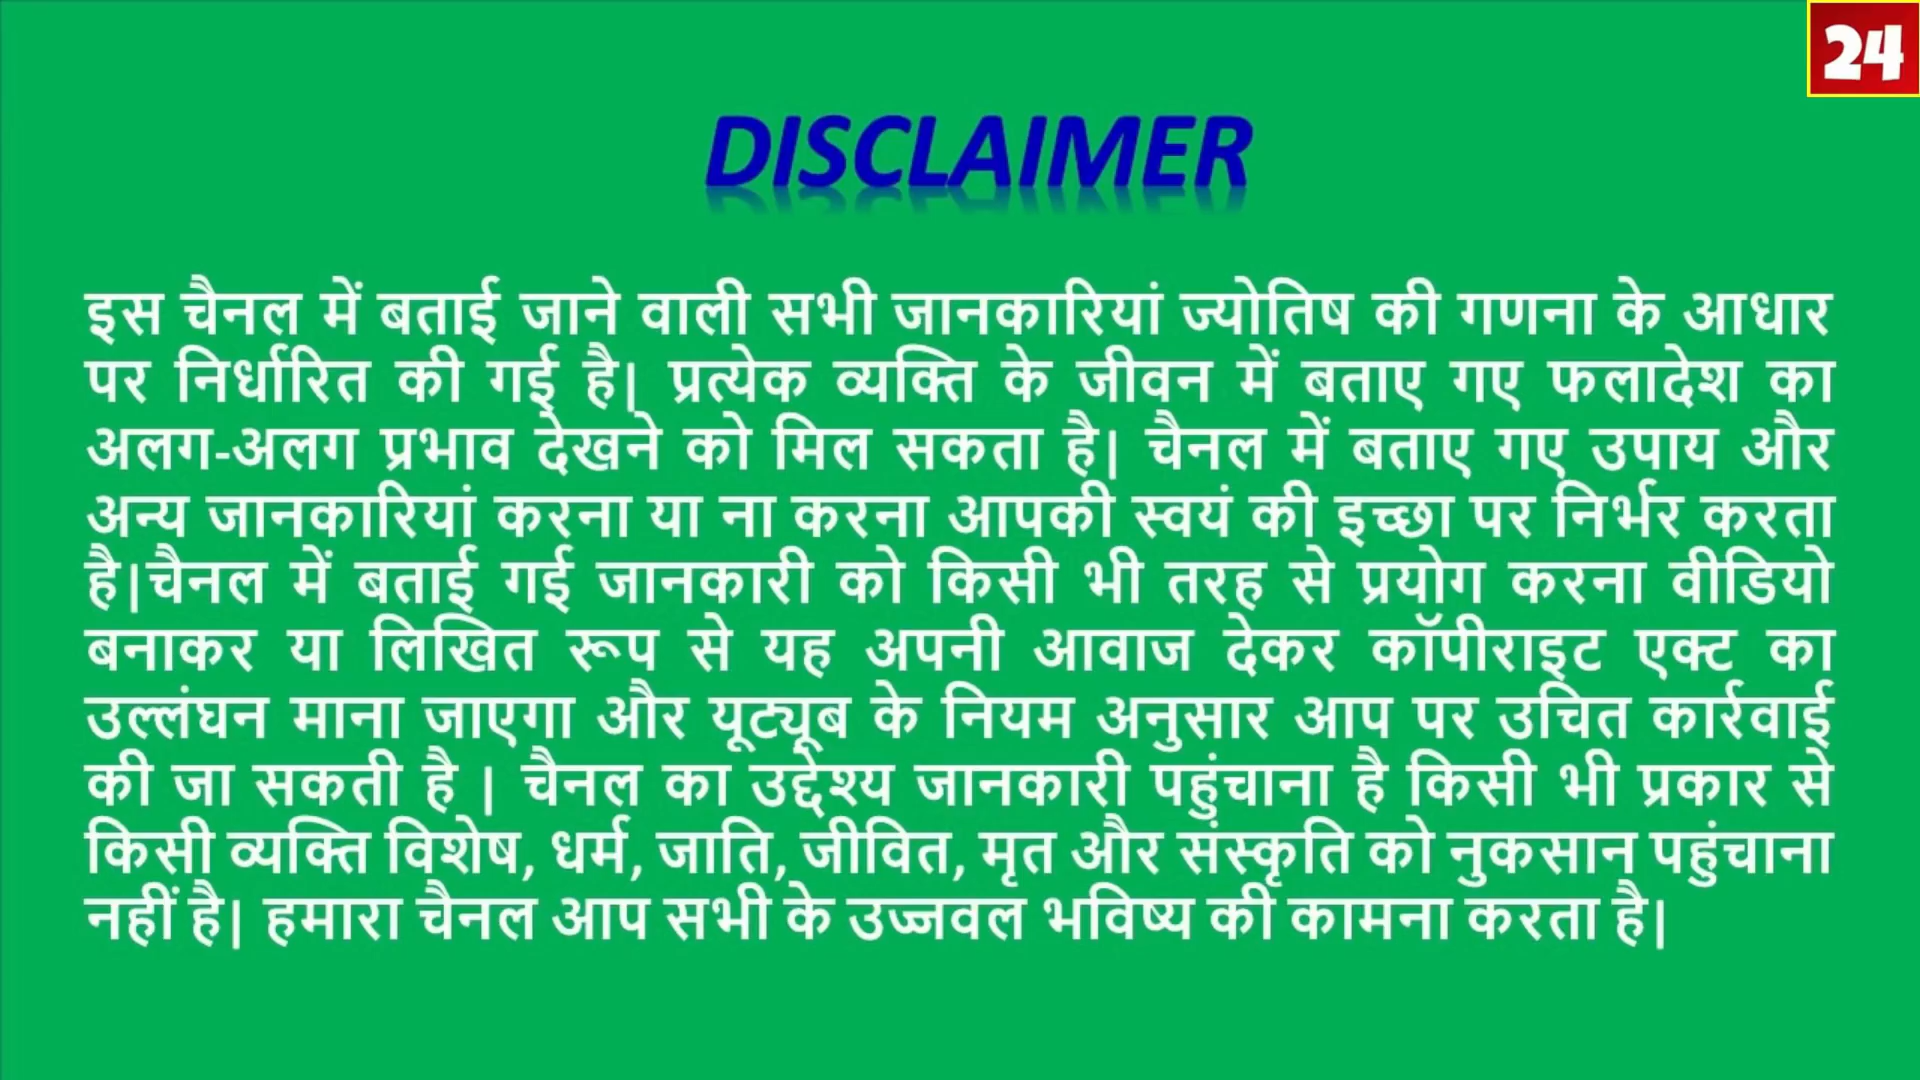 24
DISCLAIMER
इस चैनल में बताई जाने वाली सभी जानकारियां ज्योतिष की गणना के आधार
पर निर्धारित की गई है| प्रत्येक व्यक्ति के जीवन में बताए गए फलादेश का
अलग-अलग प्रभाव देखने को मिल सकता है| चैनल में बताए गए उपाय और
अन्य जानकारियां करना या ना करना आपकी स्वयं की इच्छा पर निर्भर करता
है|चैनल में बताई गई जानकारी को किसी भी तरह से प्रयोग करना वीडियो
बनाकर या लिखित रूप से यह अपनी आवाज देकर कॉपीराइट एक्ट का
उल्लंघन माना जाएगा और यूट्यूब के नियम अनुसार आप पर उचित कार्रवाई
की जा सकती है | चैनल का उद्देश्य जानकारी पहुंचाना है किसी भी प्रकार से
किसी व्यक्ति विशेष, धर्म, जाति, जीवित, मृत और संस्कृति को नुकसान पहुंचाना
नहीं है| हमारा चैनल आप सभी के उज्जवल भविष्य की कामना करता है|